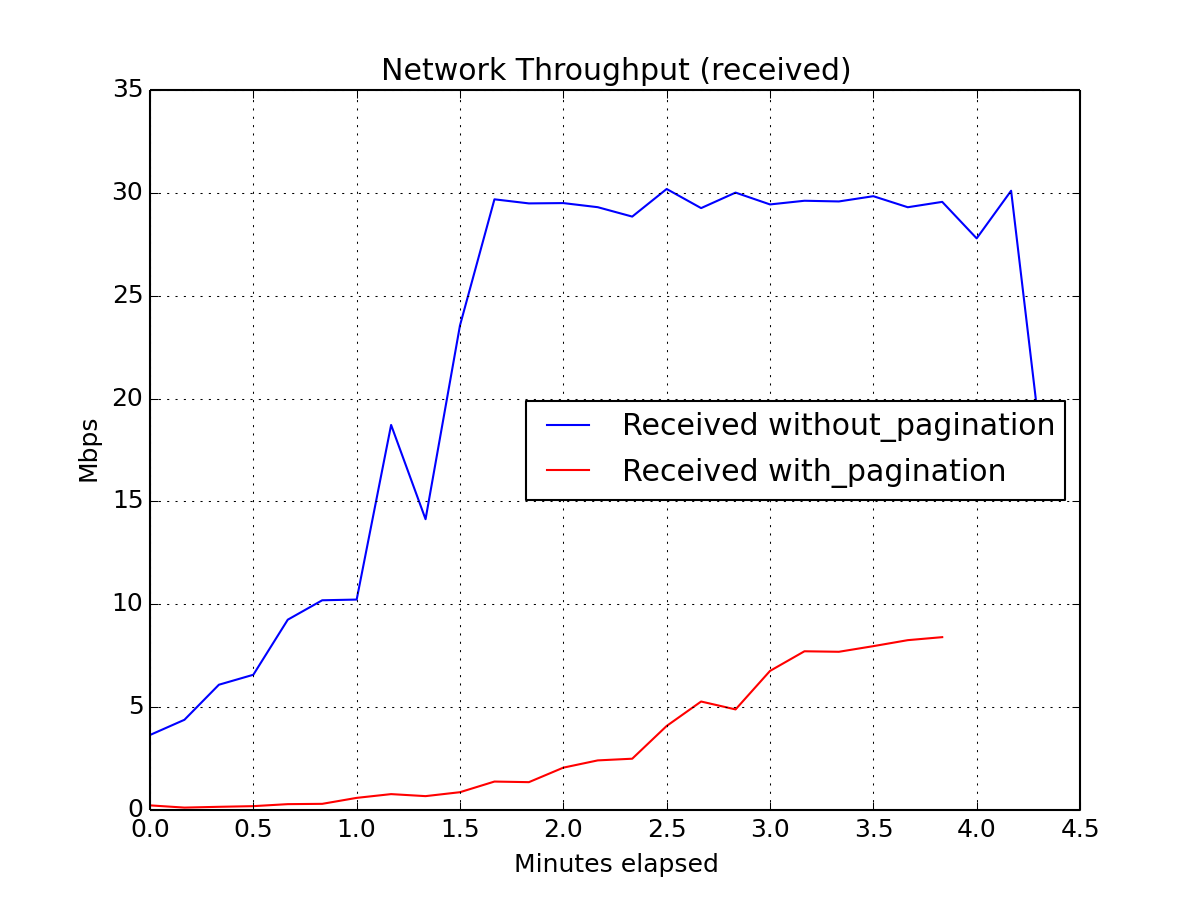 Network Throughput (received)
35
30
25
20
15
10
5
0
Mbps
Received without_pagination
Received with_pagination
0.0 0.5 1.0 1.5 2.0 2.5 3.0 3.5 4.0 4.5
Minutes elapsed